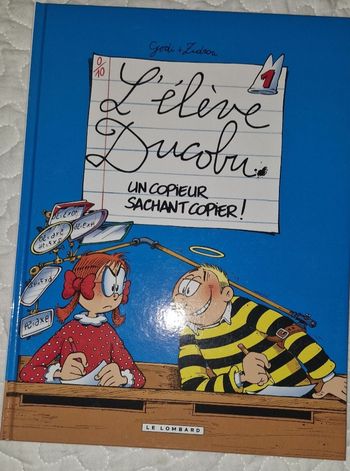 Godi & Zidrou
0/10
1
L'élève
Ducobu
UN COPIEUR
SACHANT COPIER !
LE LOMBARD